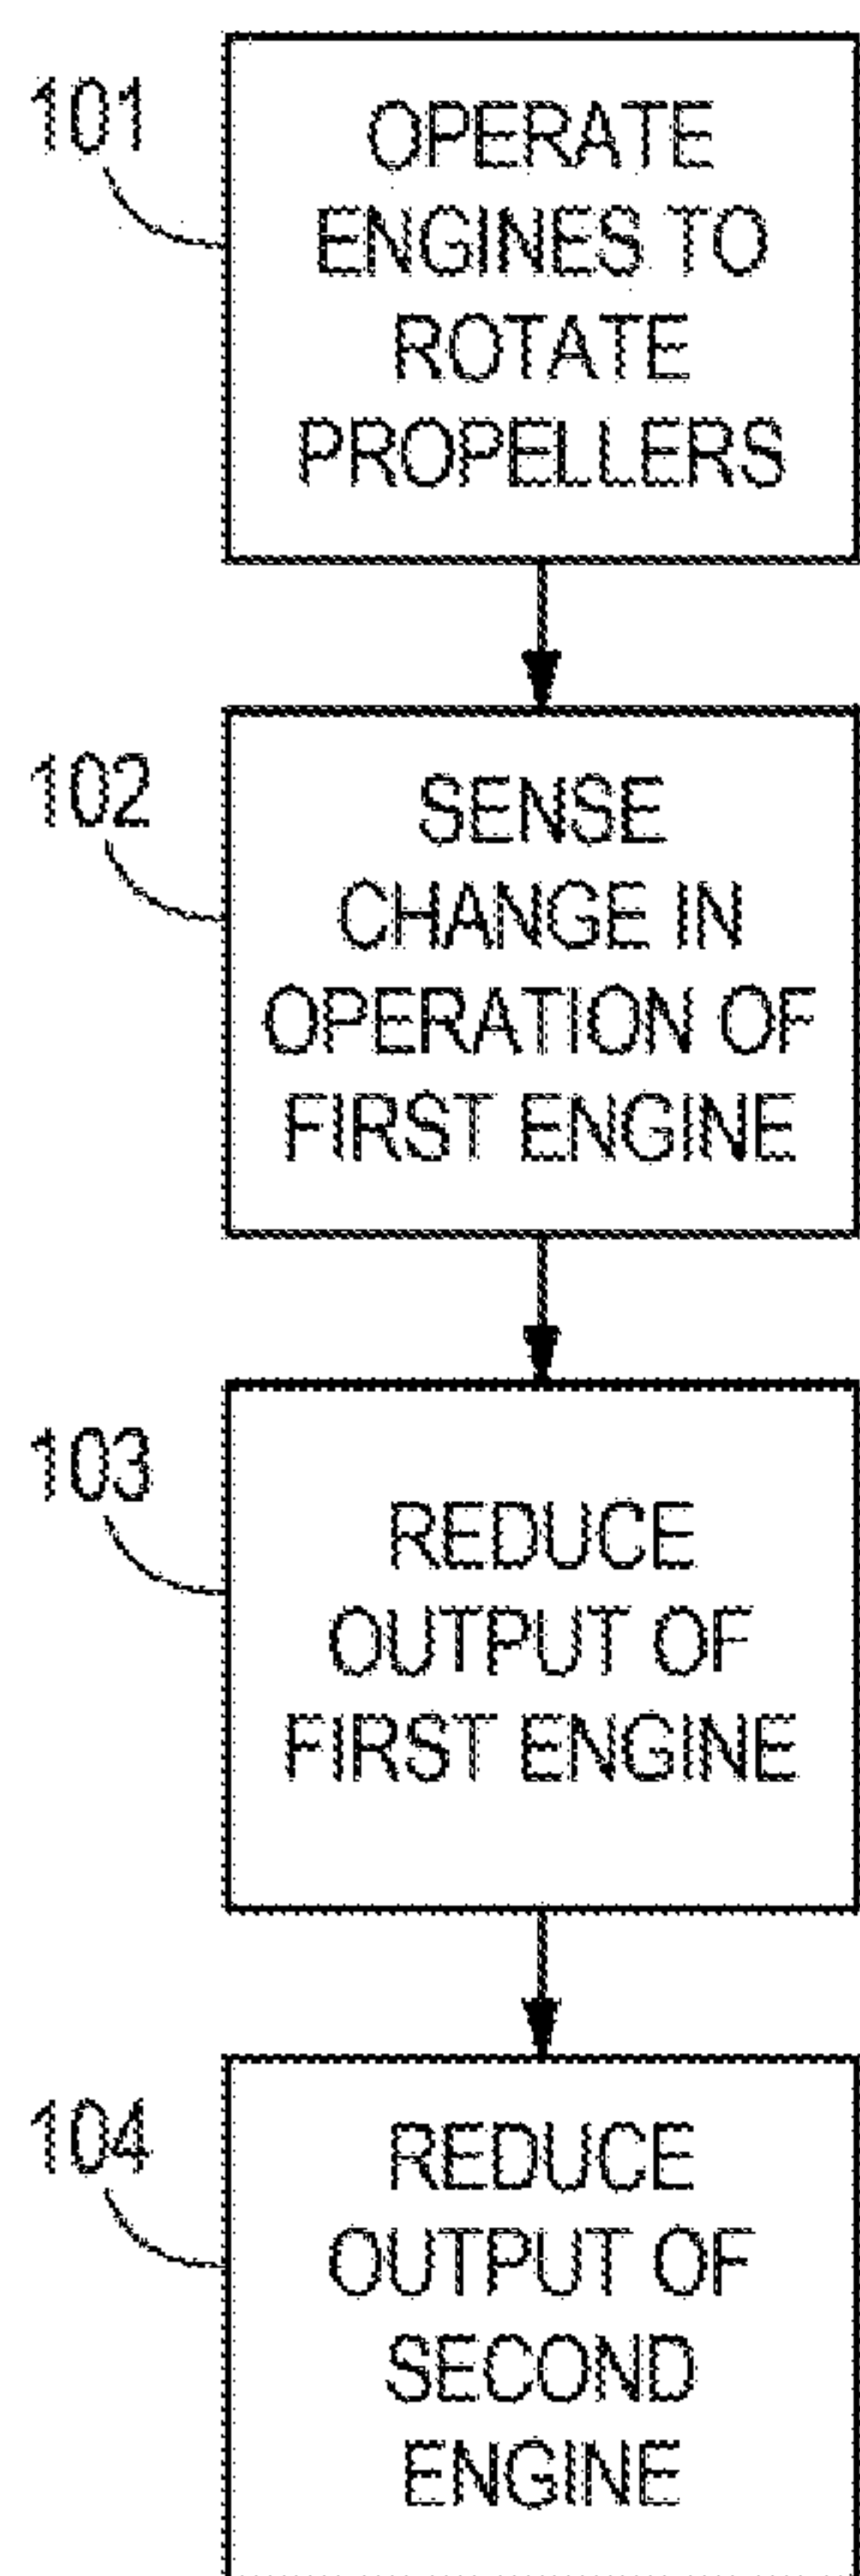 101
OPERATE
ENGINES TO
ROTATE
PROPELLERS
102
SENSE
CHANGE IN
OPERATION OF
FIRST ENGINE
103
REDUCE
OUTPUT OF
FIRST ENGINE
104
REDUCE
OUTPUT OF
SECOND
ENGINE